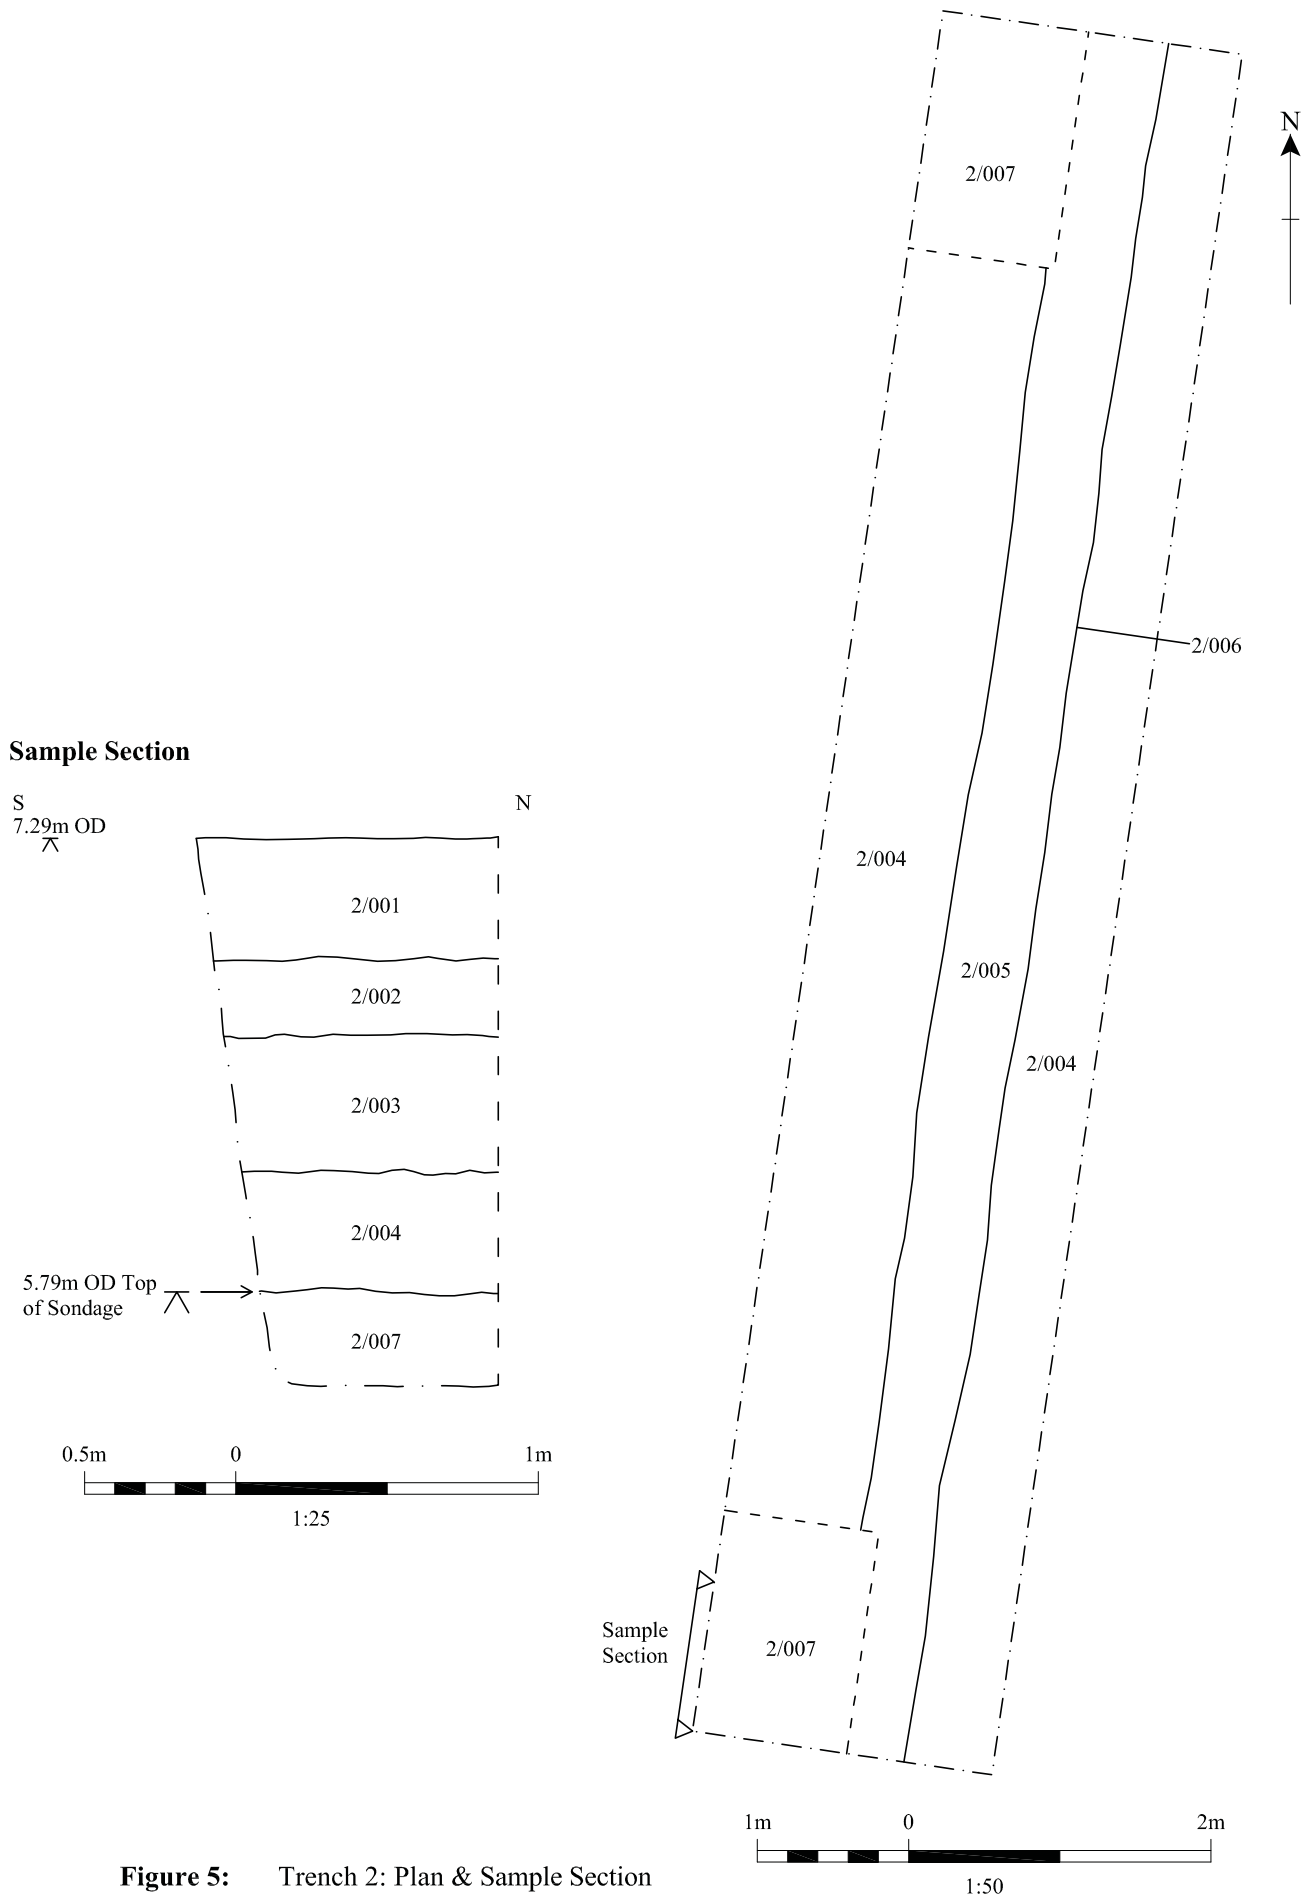 N
2/007
2/006
2/004
2/005
2/004
Sample
Section
2/007
1m 0 2m
1:50
Sample Section
S N
7.29m OD
2/001
2/002
2/003
2/004
5.79m OD Top
of Sondage
2/007
0.5m 0 1m
1:25
Figure 5: Trench 2: Plan & Sample Section